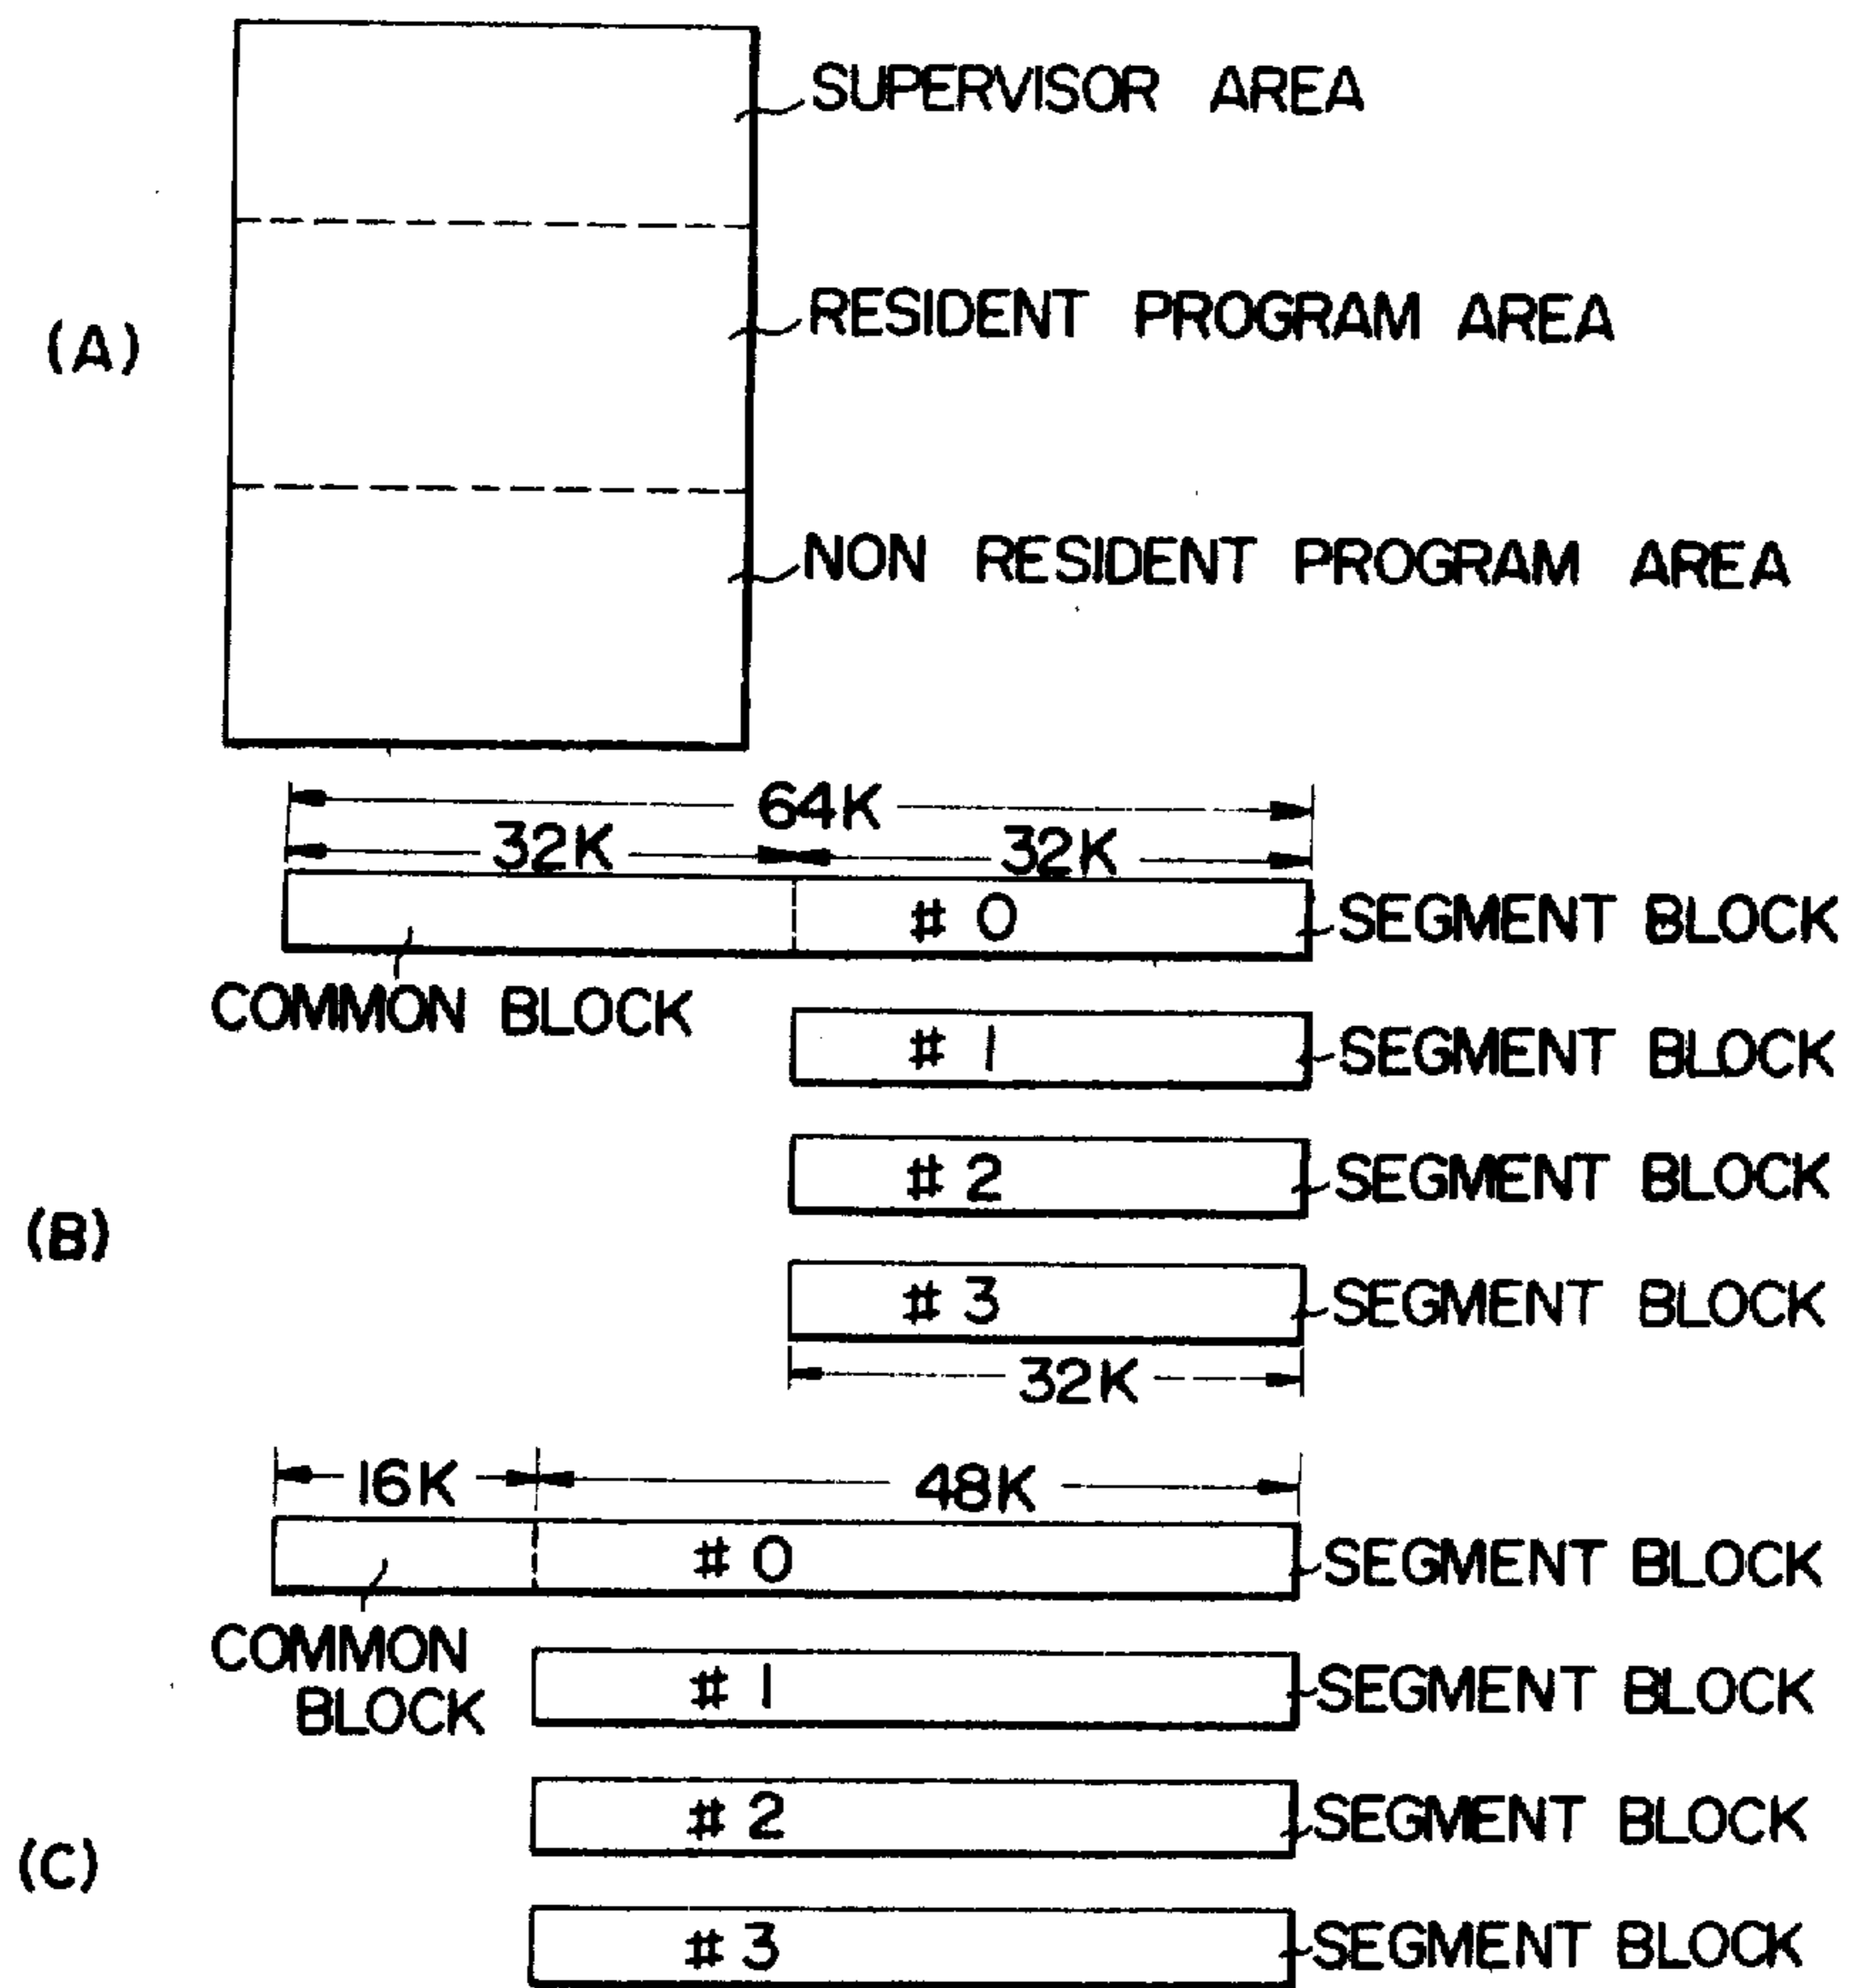 SUPERVISOR AREA
RESIDENT PROGRAM AREA
(A)
NON RESIDENT PROGRAM AREA
64K
32K 32K
# 0 SEGMENT BLOCK
COMMON BLOCK
# 1 SEGMENT BLOCK
# 2 SEGMENT BLOCK
(B)
# 3 SEGMENT BLOCK
32K
16K 48K
# 0 SEGMENT BLOCK
COMMON
BLOCK
# 1 SEGMENT BLOCK
# 2 SEGMENT BLOCK
(C)
# 3 SEGMENT BLOCK